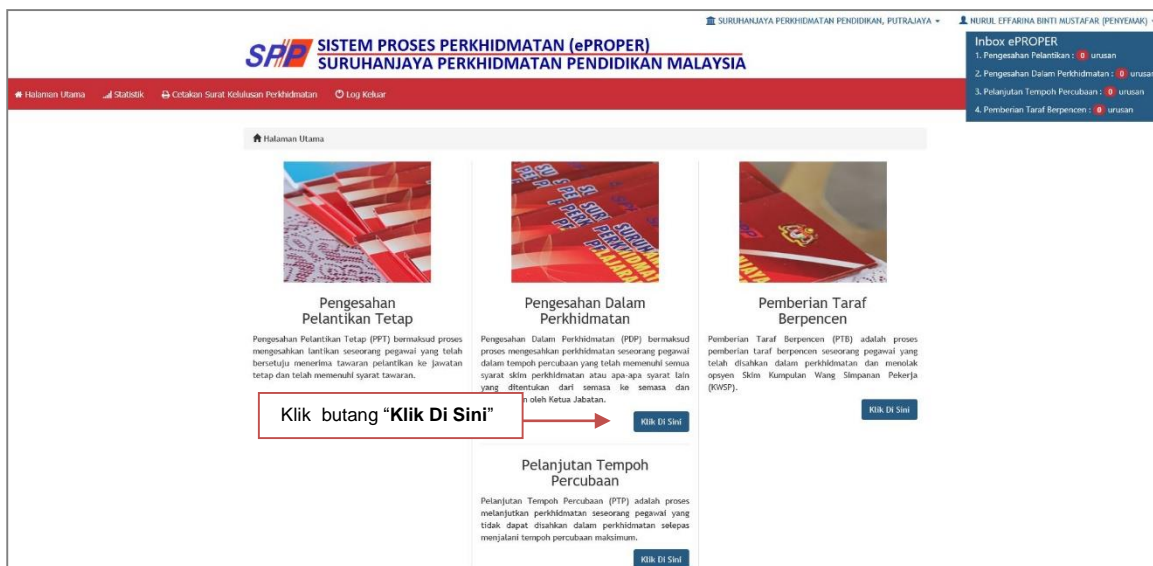 SURUHANJAYA PERKHIDMATAN PENDIDIKAN, PUTRAJAYA
NURUL EFFARINA BINTI MUSTAFAR (PENYEMAK)
SPP
SISTEM PROSES PERKHIDMATAN (ePROPER)
SURUHANJAYA PERKHIDMATAN PENDIDIKAN MALAYSIA
Inbox ePROPER
1. Pengesahan Pelantikan : 0 urusan
2. Pengesahan Dalam Perkhidmatan : 0 urusan
3. Pelanjutan Tempoh Percubaan : 0 urusan
4. Pemberian Taraf Berpencen : 0 urusan
Halaman Utama Statistik Cetakan Surat Kelulusan Perkhidmatan Log Keluar
Halaman Utama
Pengesahan
Pelantikan Tetap
Pengesahan Pelantikan Tetap (PPT) bermaksud proses
mengesahkan lantikan seseorang pegawai yang telah
bersetuju menerima tawaran pelantikan ke jawatan
tetap dan telah memenuhi syarat tawaran.
Pengesahan Dalam
Perkhidmatan
Pengesahan Dalam Perkhidmatan (PDP) bermaksud
proses mengesahkan perkhidmatan seseorang pegawai
dalam tempoh percubaan yang telah memenuhi semua
syarat skim perkhidmatan atau apa-apa syarat lain
yang ditentukan dari semasa ke semasa dan
oleh Ketua Jabatan.
Klik Di Sini
Klik butang “Klik Di Sini”
Pelanjutan Tempoh
Percubaan
Pelanjutan Tempoh Percubaan (PTP) adalah proses
melanjutkan perkhidmatan seseorang pegawai yang
tidak dapat disahkan dalam perkhidmatan selepas
menjalani tempoh percubaan maksimum.
Klik Di Sini
Pemberian Taraf
Berpencen
Pemberian Taraf Berpencen (PTB) adalah proses
pemberian taraf berpencen seseorang pegawai yang
telah disahkan dalam perkhidmatan dan menolak
opsyen Skim Kumpulan Wang Simpanan Pekerja
(KWSP).
Klik Di Sini